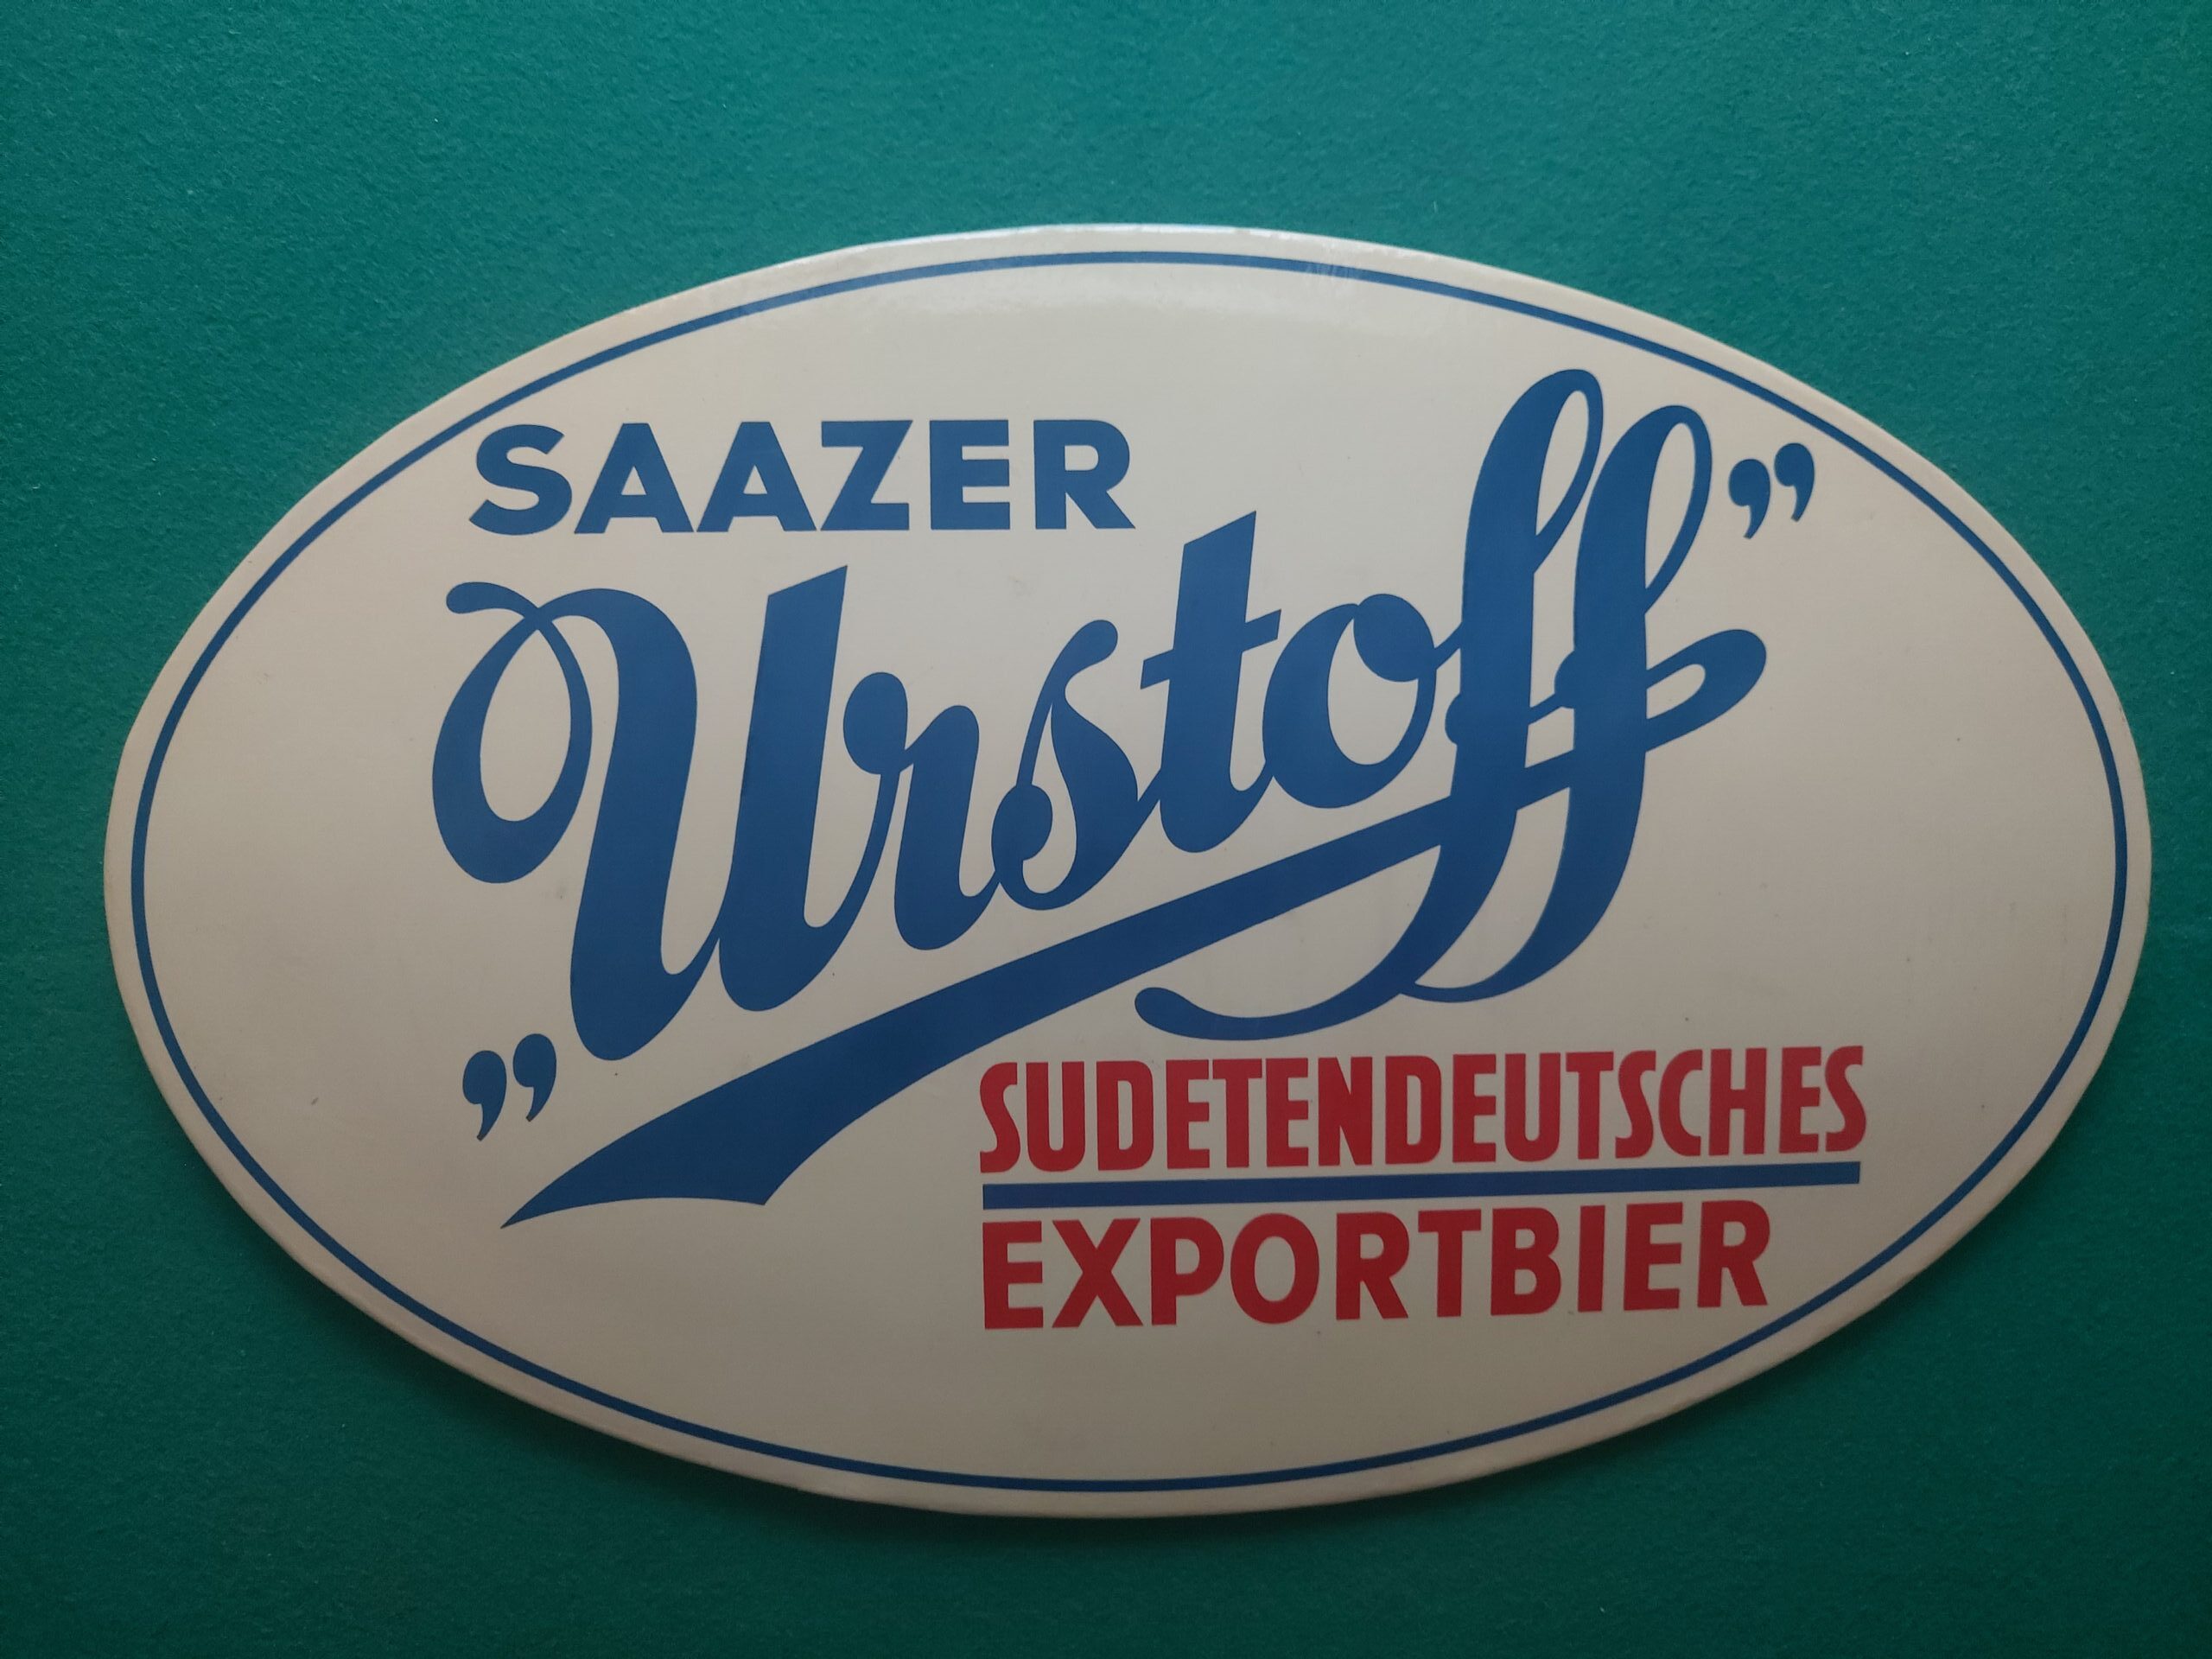 SAAZER
„Urstoff”
SUDETENDEUTSCHES
EXPORTBIER